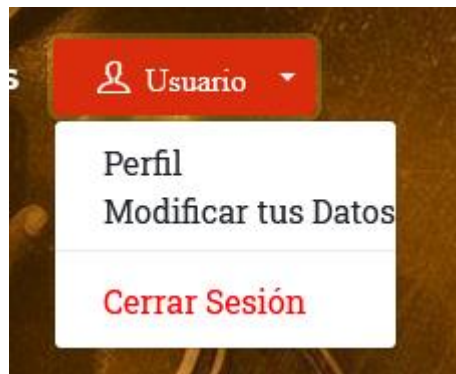 s
Usuario
Perfil
Modificar tus Datos
Cerrar Sesión